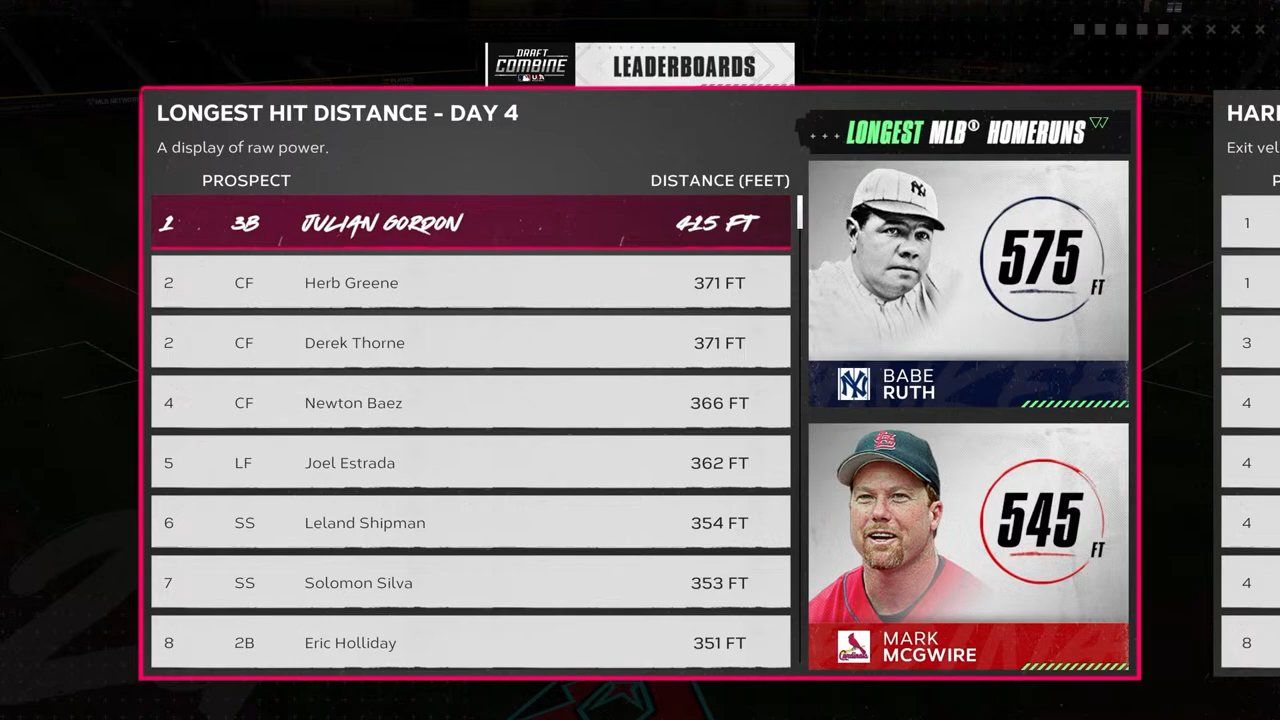 DRAFT
COMBINE
LEADERBOARDS
LONGEST HIT DISTANCE - DAY 4
A display of raw power.
PROSPECT DISTANCE (FEET)
1 3B JULIAN GORDON 415 FT
2 CF Herb Greene 371 FT
2 CF Derek Thorne 371 FT
4 CF Newton Baez 366 FT
5 LF Joel Estrada 362 FT
6 SS Leland Shipman 354 FT
7 SS Solomon Silva 353 FT
8 2B Eric Holliday 351 FT
LONGEST MLB® HOMERUNS
575 FT
BABE
RUTH
545 FT
MARK
MCGWIRE
Cardinals
HARD
Exit vel
1
1
3
4
4
4
4
8